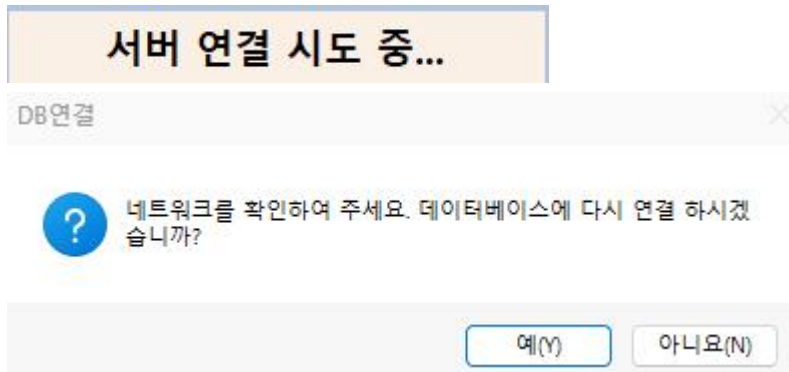 서버 연결 시도 중...
DB연결
네트워크를 확인하여 주세요. 데이터베이스에 다시 연결 하시겠
습니까?
예(Y)
아니요(N)